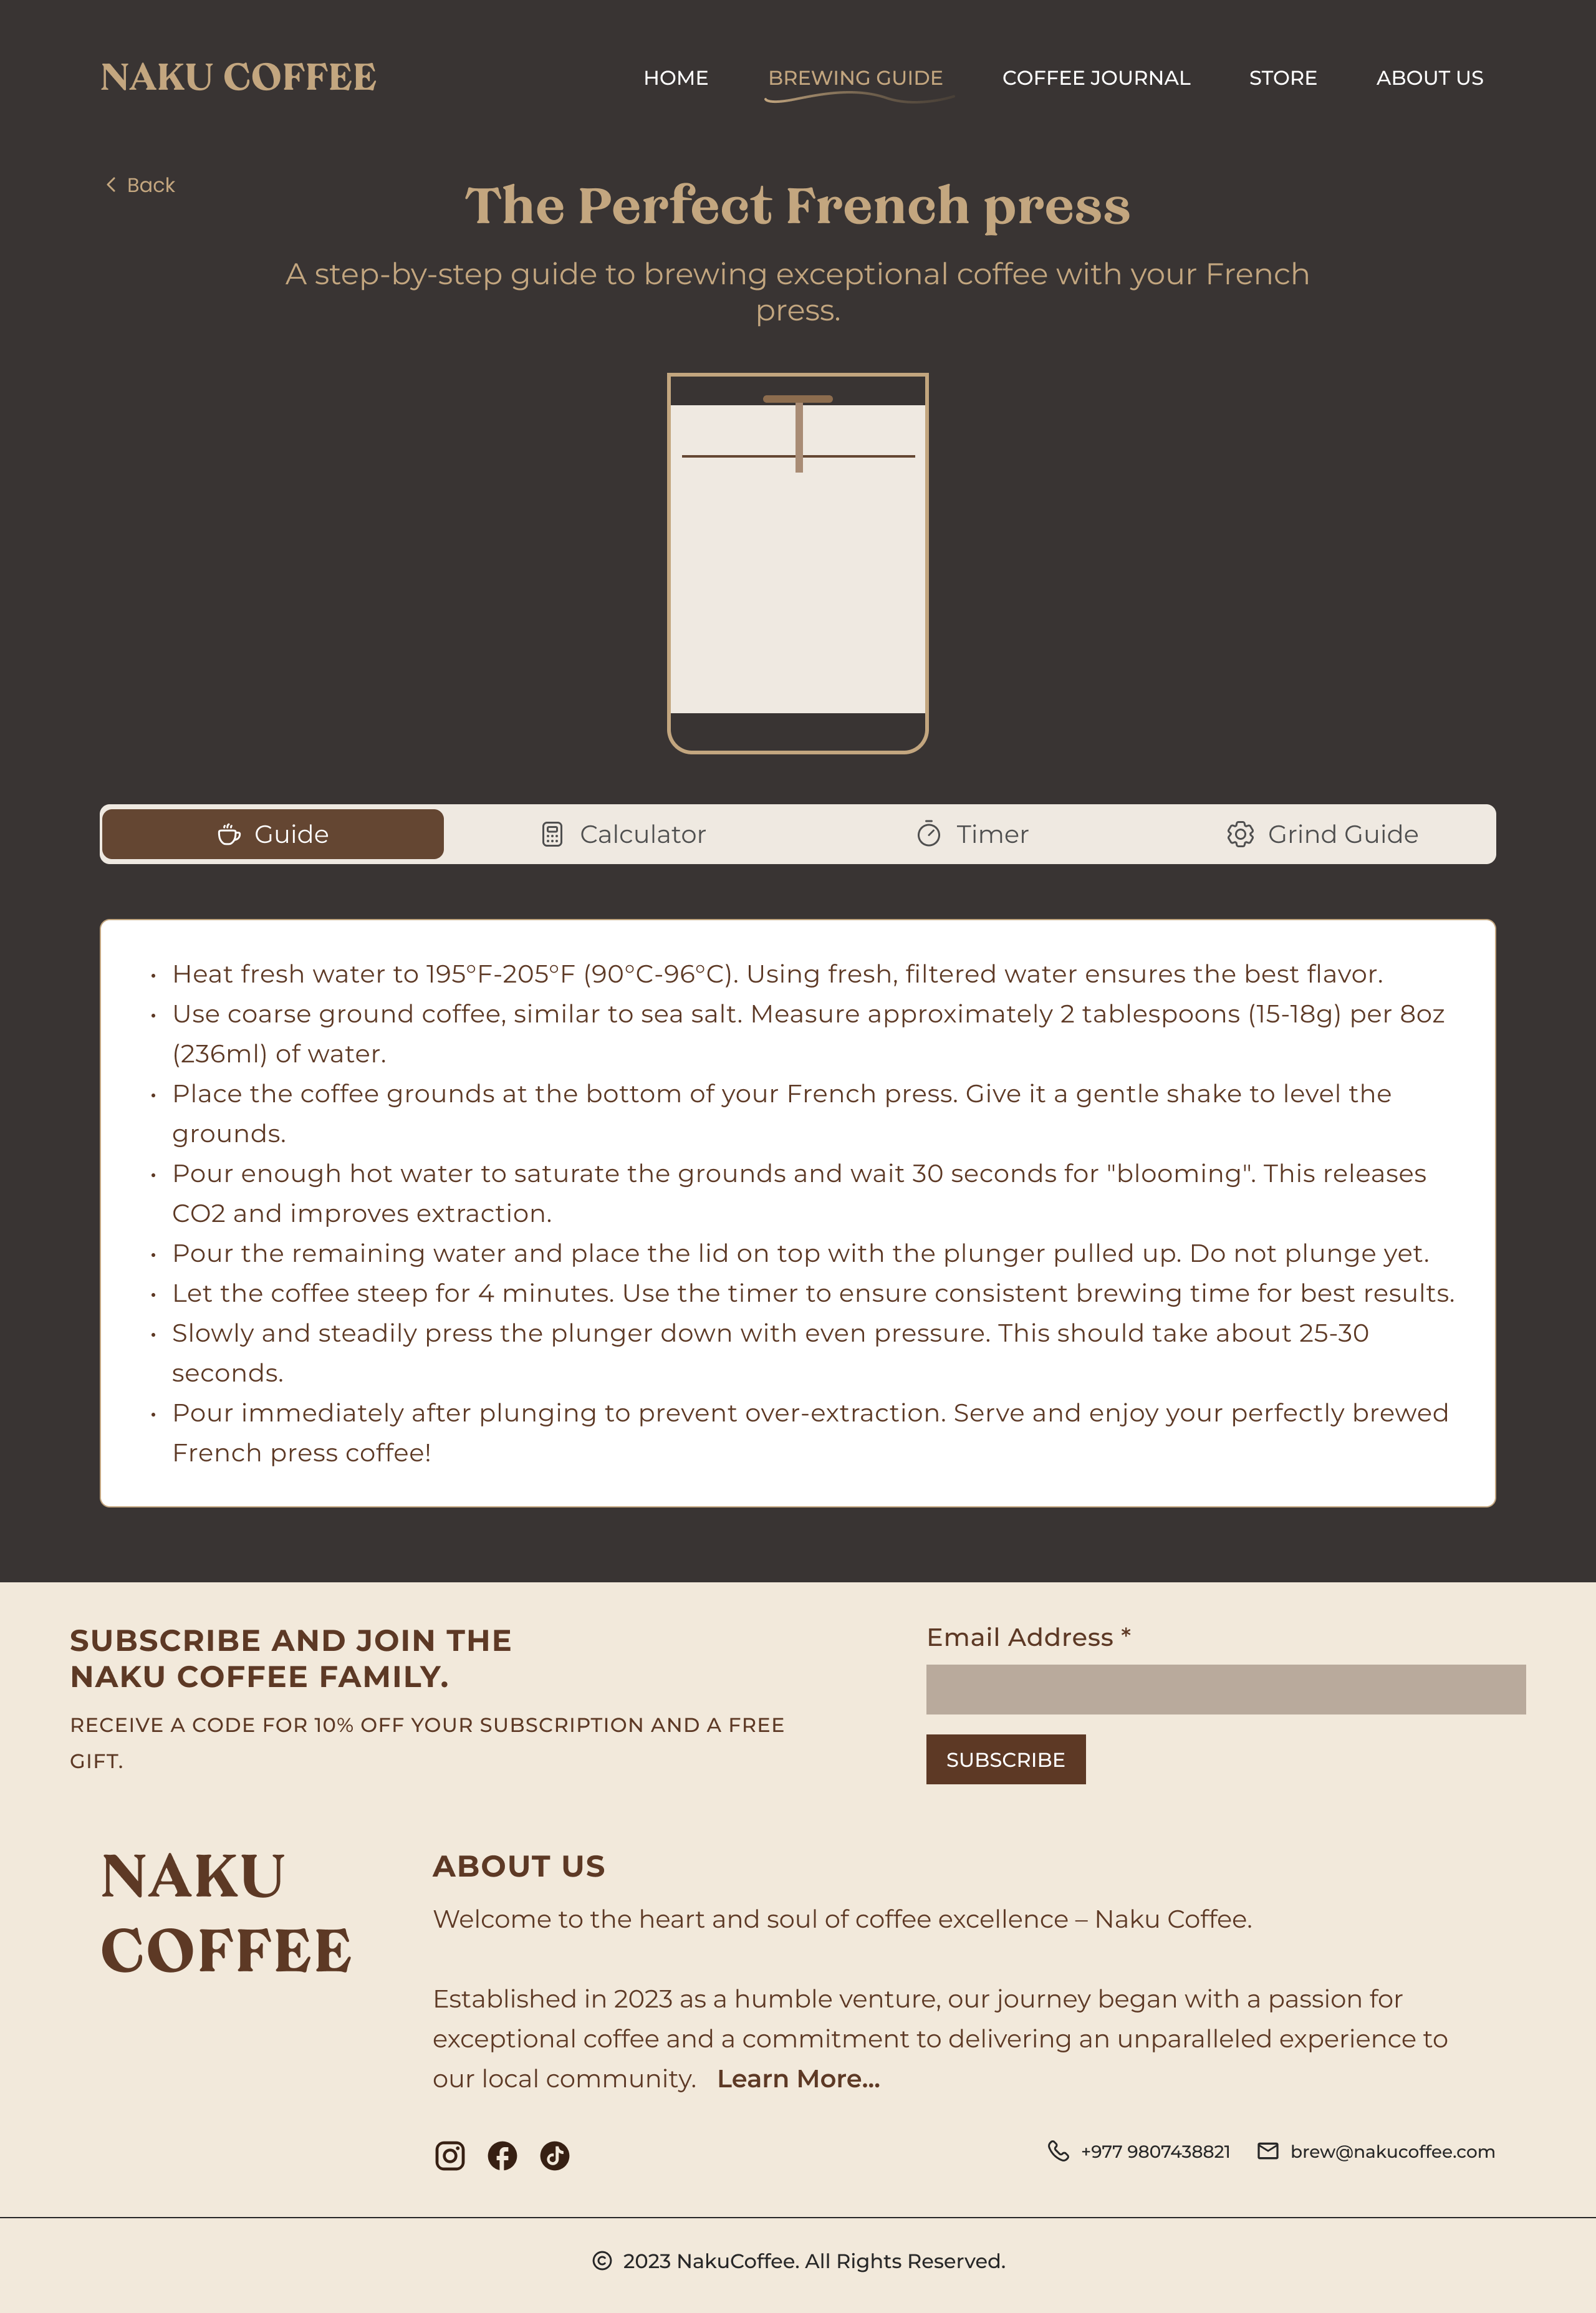 NAKU COFFEE
HOME
BREWING GUIDE
COFFEE JOURNAL
STORE
ABOUT US
Back
The Perfect French press
A step-by-step guide to brewing exceptional coffee with your French
press.
Guide
Calculator
Timer
Grind Guide
• Heat fresh water to 195°F-205°F (90°C-96°C). Using fresh, filtered water ensures the best flavor.
• Use coarse ground coffee, similar to sea salt. Measure approximately 2 tablespoons (15-18g) per 8oz
(236ml) of water.
• Place the coffee grounds at the bottom of your French press. Give it a gentle shake to level the
grounds.
• Pour enough hot water to saturate the grounds and wait 30 seconds for "blooming". This releases
CO2 and improves extraction.
• Pour the remaining water and place the lid on top with the plunger pulled up. Do not plunge yet.
• Let the coffee steep for 4 minutes. Use the timer to ensure consistent brewing time for best results.
• Slowly and steadily press the plunger down with even pressure. This should take about 25-30
seconds.
• Pour immediately after plunging to prevent over-extraction. Serve and enjoy your perfectly brewed
French press coffee!
SUBSCRIBE AND JOIN THE
NAKU COFFEE FAMILY.
RECEIVE A CODE FOR 10% OFF YOUR SUBSCRIPTION AND A FREE
GIFT.
Email Address *
SUBSCRIBE
NAKU
COFFEE
ABOUT US
Welcome to the heart and soul of coffee excellence – Naku Coffee.
Established in 2023 as a humble venture, our journey began with a passion for
exceptional coffee and a commitment to delivering an unparalleled experience to
our local community. Learn More...
+977 9807438821
brew@nakucoffee.com
© 2023 NakuCoffee. All Rights Reserved.